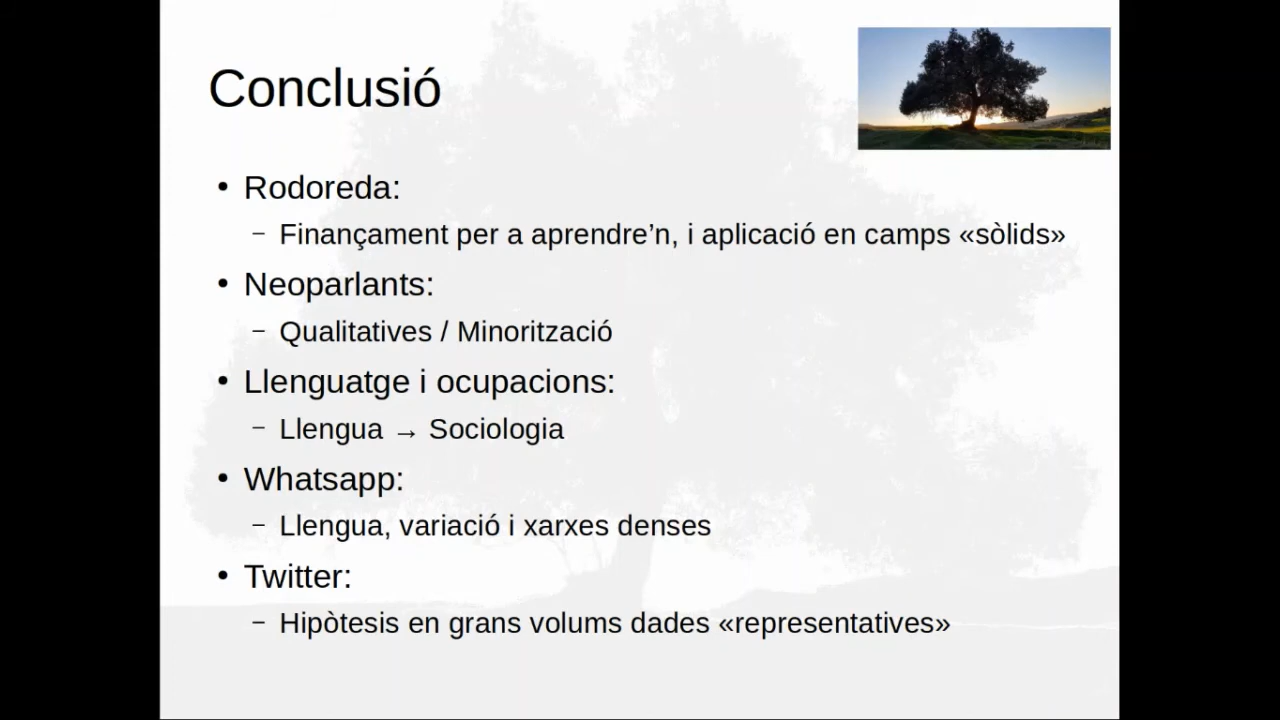 Conclusió
• Rodoreda:
– Finançament per a aprendre’n, i aplicació en camps «sòlids»
• Neoparlants:
– Qualitatives / Minorització
• Llenguatge i ocupacions:
– Llengua → Sociologia
• Whatsapp:
– Llengua, variació i xarxes denses
• Twitter:
– Hipòtesis en grans volums dades «representatives»